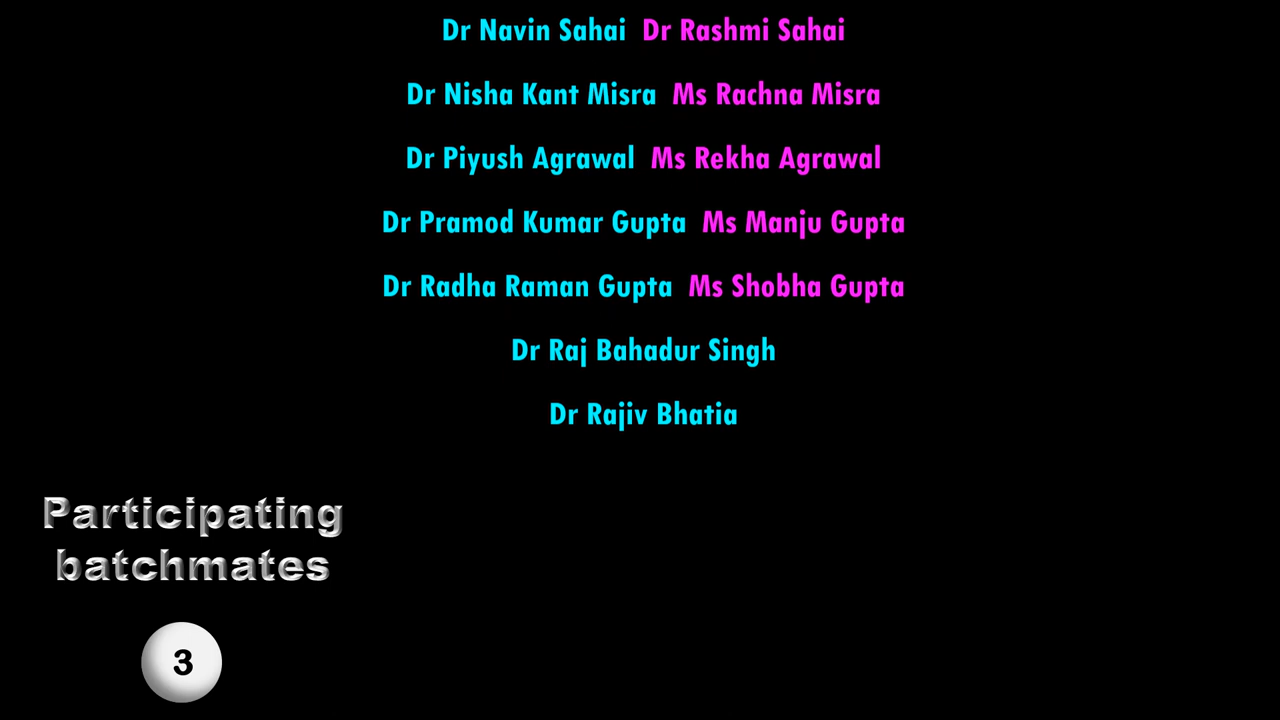 Dr Navin Sahai Dr Rashmi Sahai
Dr Nisha Kant Misra Ms Rachna Misra
Dr Piyush Agrawal Ms Rekha Agrawal
Dr Pramod Kumar Gupta Ms Manju Gupta
Dr Radha Raman Gupta Ms Shobha Gupta
Dr Raj Bahadur Singh
Dr Rajiv Bhatia
Participating
batchmates
3